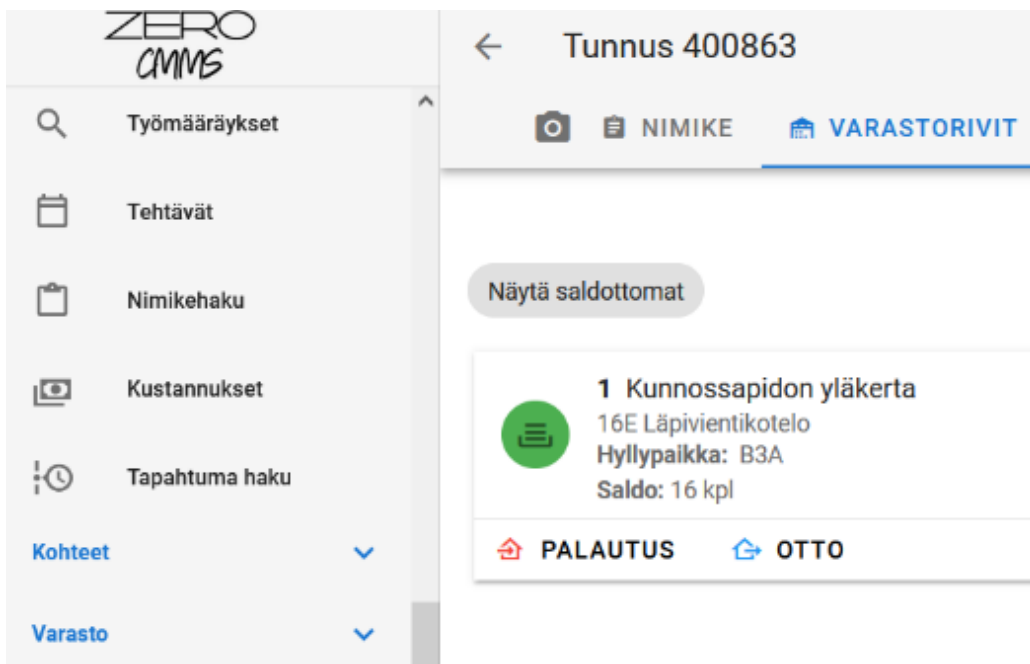 ZERO
CMMS
Työmääräykset
Tehtävät
Nimikehaku
Kustannukset
Tapahtuma haku
Kohteet
Varasto
Tunnus 400863
NIMIKE
VARASTORIVIT
Näytä saldottomat
1 Kunnossapidon yläkerta
16E Läpivientikotelo
Hyllypaikka: B3A
Saldo: 16 kpl
PALAUTUS
OTTO